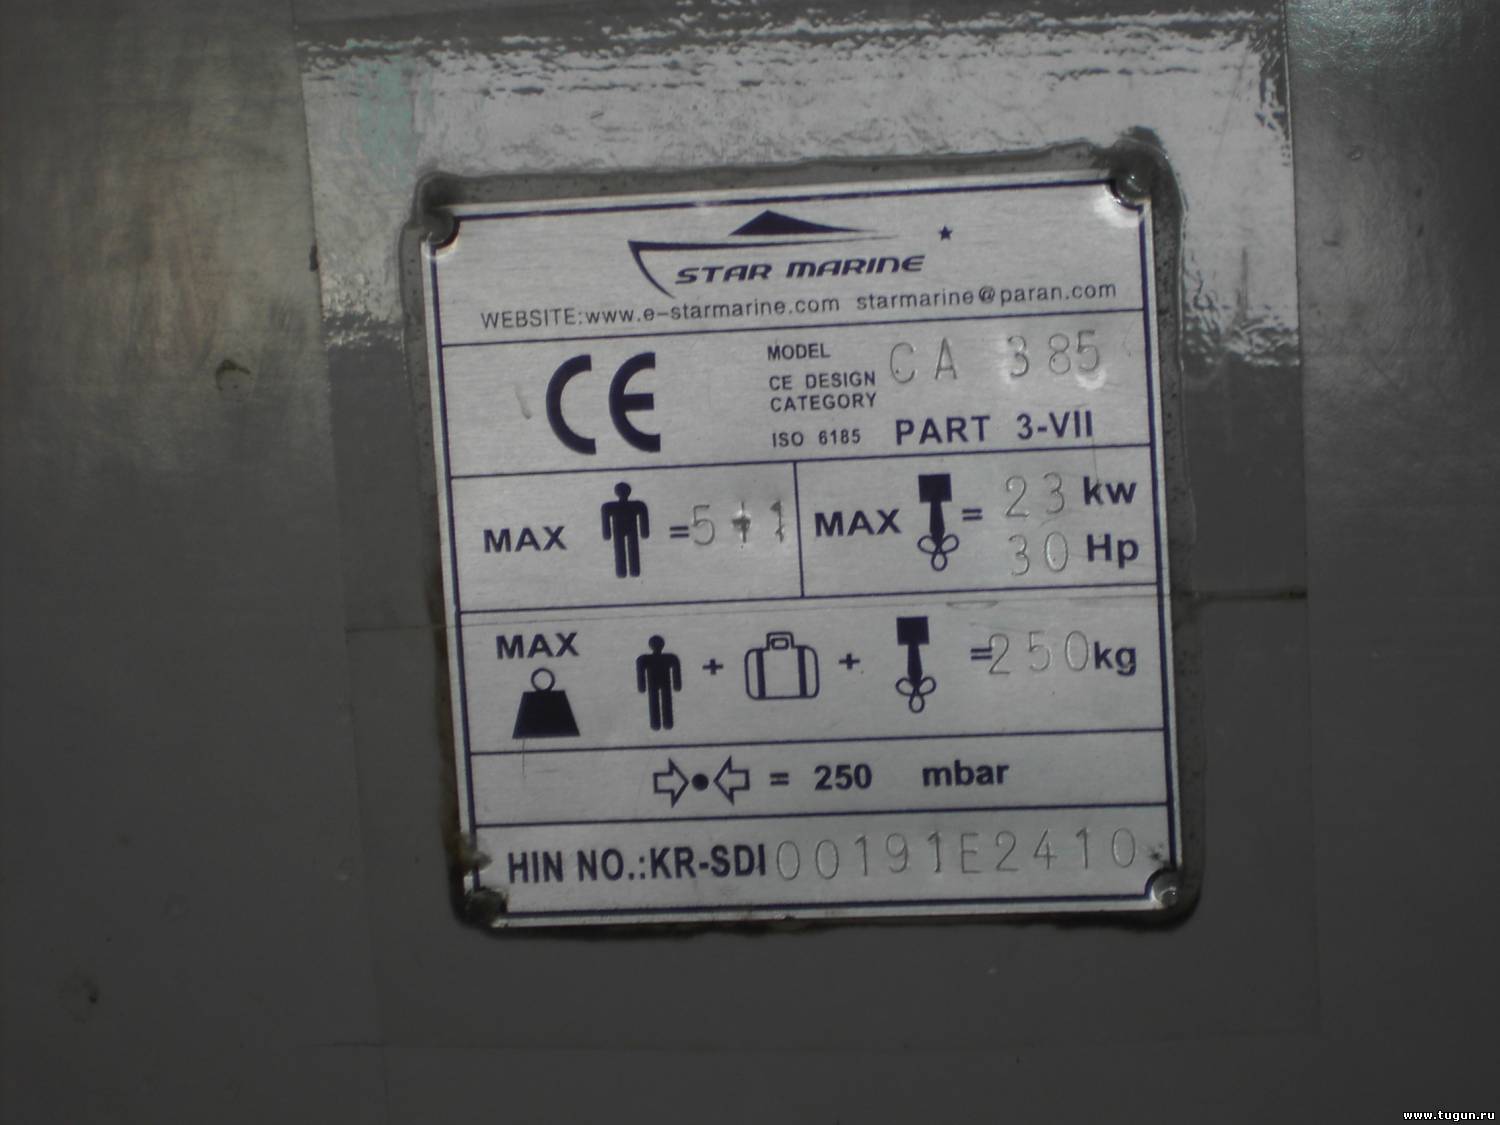 STAR MARINE
WEBSITE:www.e-starmarine.com starmarine@paran.com
CE
MODEL CA 385
CE DESIGN
CATEGORY
ISO 6185 PART 3-VII
MAX =5+1
MAX = 23 kw
30 Hp
MAX
+ + =250kg
= 250 mbar
HIN NO.:KR-SDI00191E2410
www.tugun.ru